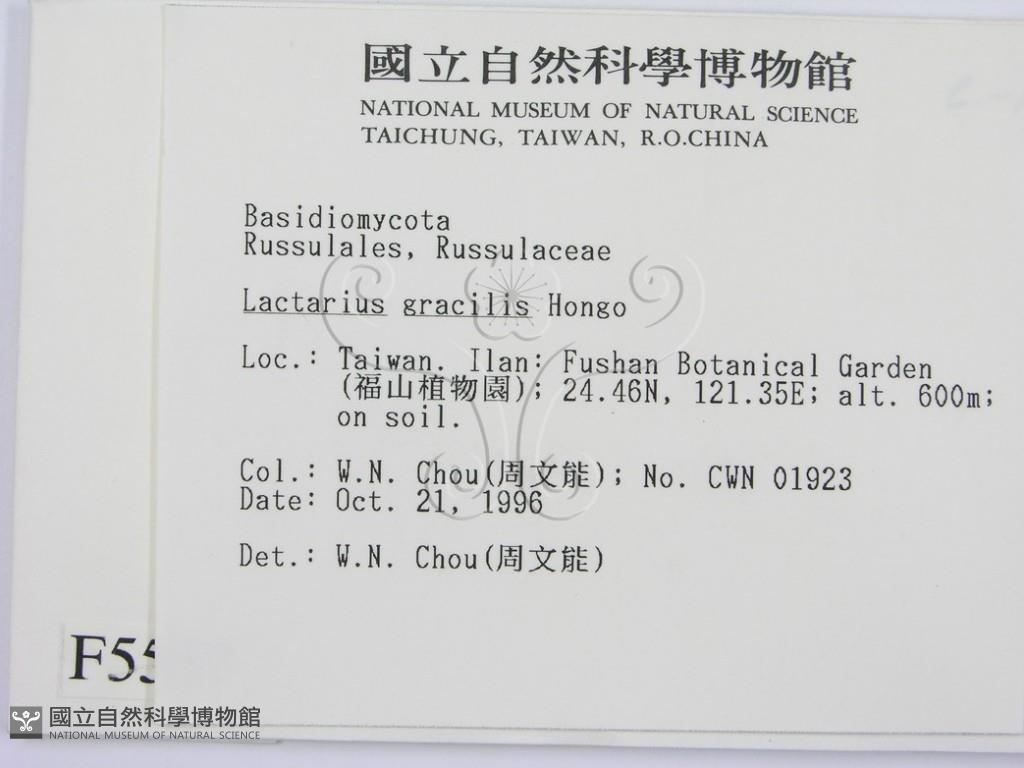 國立自然科學博物館
NATIONAL MUSEUM OF NATURAL SCIENCE
TAICHUNG, TAIWAN, R.O.CHINA
Basidiomycota
Russulales, Russulaceae
Lactarius gracilis Hongo
Loc.: Taiwan. Ilan: Fushan Botanical Garden
(福山植物園); 24.46N, 121.35E; alt. 600m;
on soil.
Col.: W.N. Chou(周文能); No. CWN 01923
Date: Oct. 21, 1996
Det.: W.N. Chou(周文能)
F55
國立自然科學博物館
NATIONAL MUSEUM OF NATURAL SCIENCE